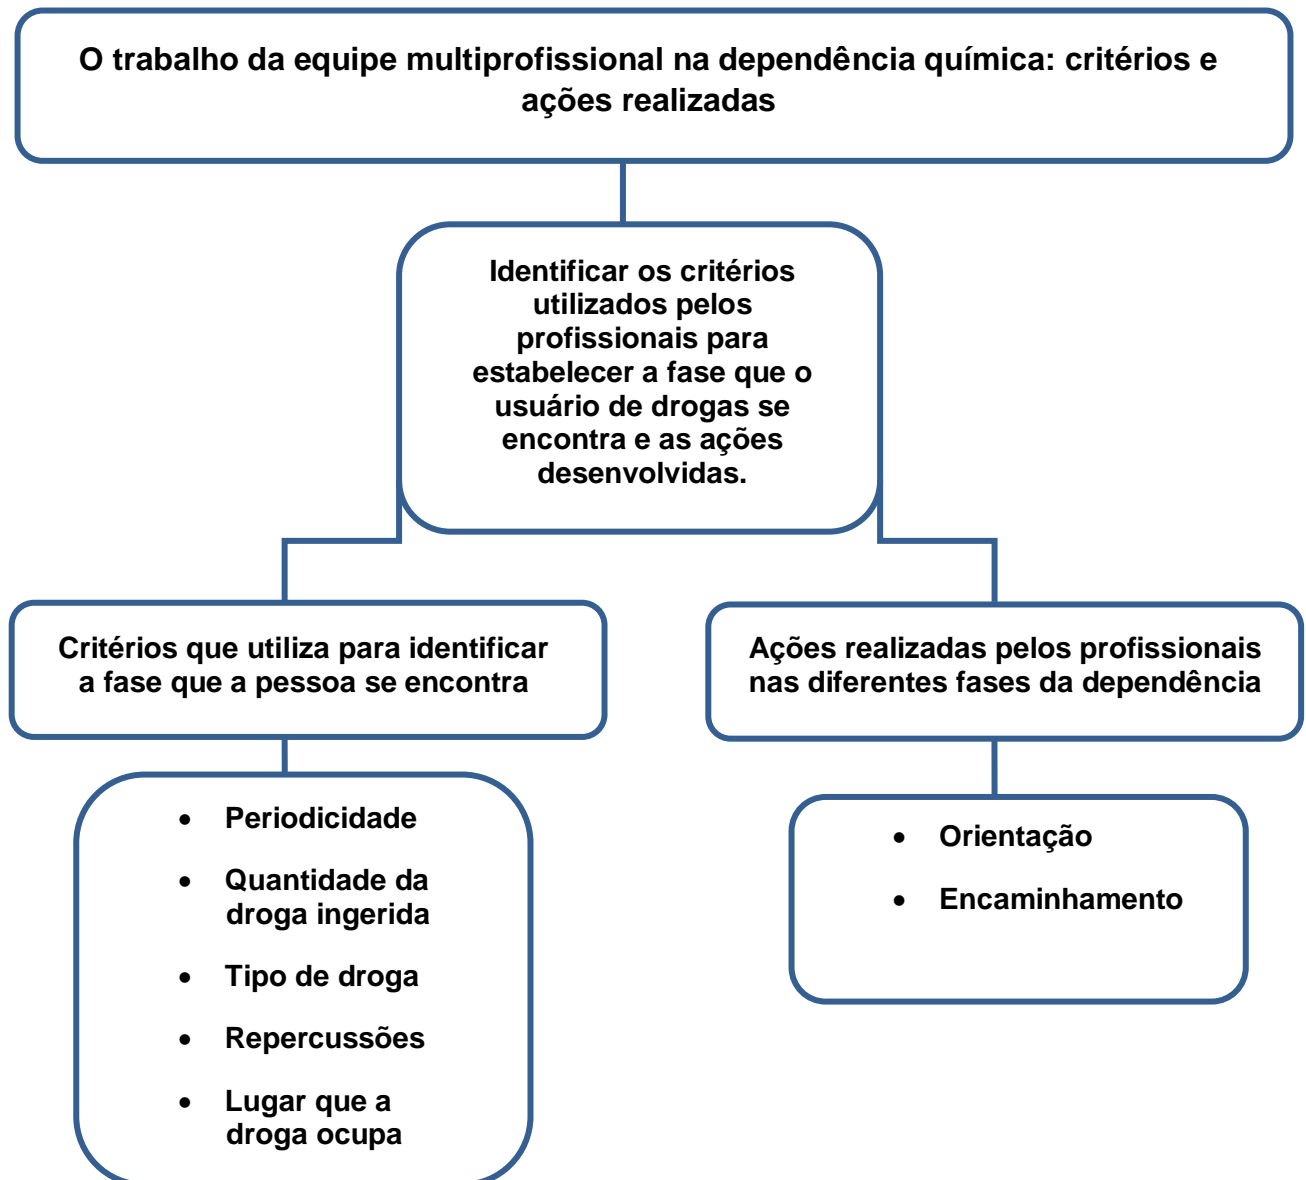 O trabalho da equipe multiprofissional na dependência química: critérios e
ações realizadas
Identificar os critérios
utilizados pelos
profissionais para
estabelecer a fase que o
usuário de drogas se
encontra e as ações
desenvolvidas.
Critérios que utiliza para identificar
a fase que a pessoa se encontra
• Periodicidade
• Quantidade da
droga ingerida
• Tipo de droga
• Repercussões
• Lugar que a
droga ocupa
Ações realizadas pelos profissionais
nas diferentes fases da dependência
• Orientação
• Encaminhamento